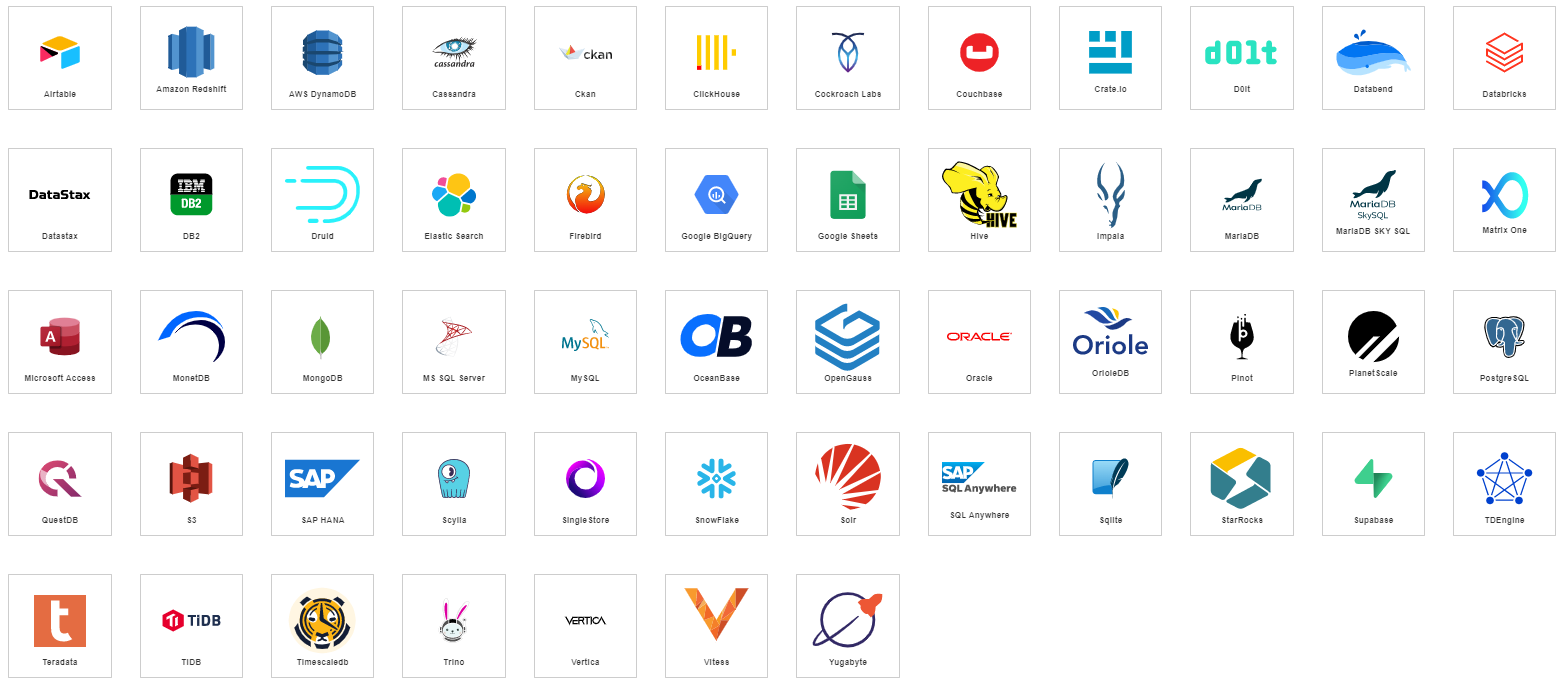 Airtable
Amazon Redshift
AWS DynamoDB
cassandra
Cassandra
ckan
Ckan
ClickHouse
Cockroach Labs
Couchbase
Crate.io
d01t
D0lt
Databend
Databricks
DataStax
Datastax
IBM
DB2
DB2
Druid
Elastic Search
Firebird
Google BigQuery
Google Sheets
HIVE
Hive
Impala
MariaDB
MariaDB
MariaDB
SkySQL
MariaDB SKY SQL
Matrix One
A
Microsoft Access
MonetDB
MongoDB
MS SQL Server
MySQL
MySQL
OB
OceanBase
OpenGauss
ORACLE
Oracle
Oriole
OrioleDB
p
Pinot
PlanetScale
PostgreSQL
QuestDB
S3
SAP
SAP HANA
Scylla
SingleStore
SnowFlake
Solr
SAP
SQL Anywhere
SQL Anywhere
Sqlite
StarRocks
Supabase
TDEngine
t
Teradata
TiDB
TiDB
Timescaledb
Trino
VERTICA
Vertica
Vitess
Yugabyte